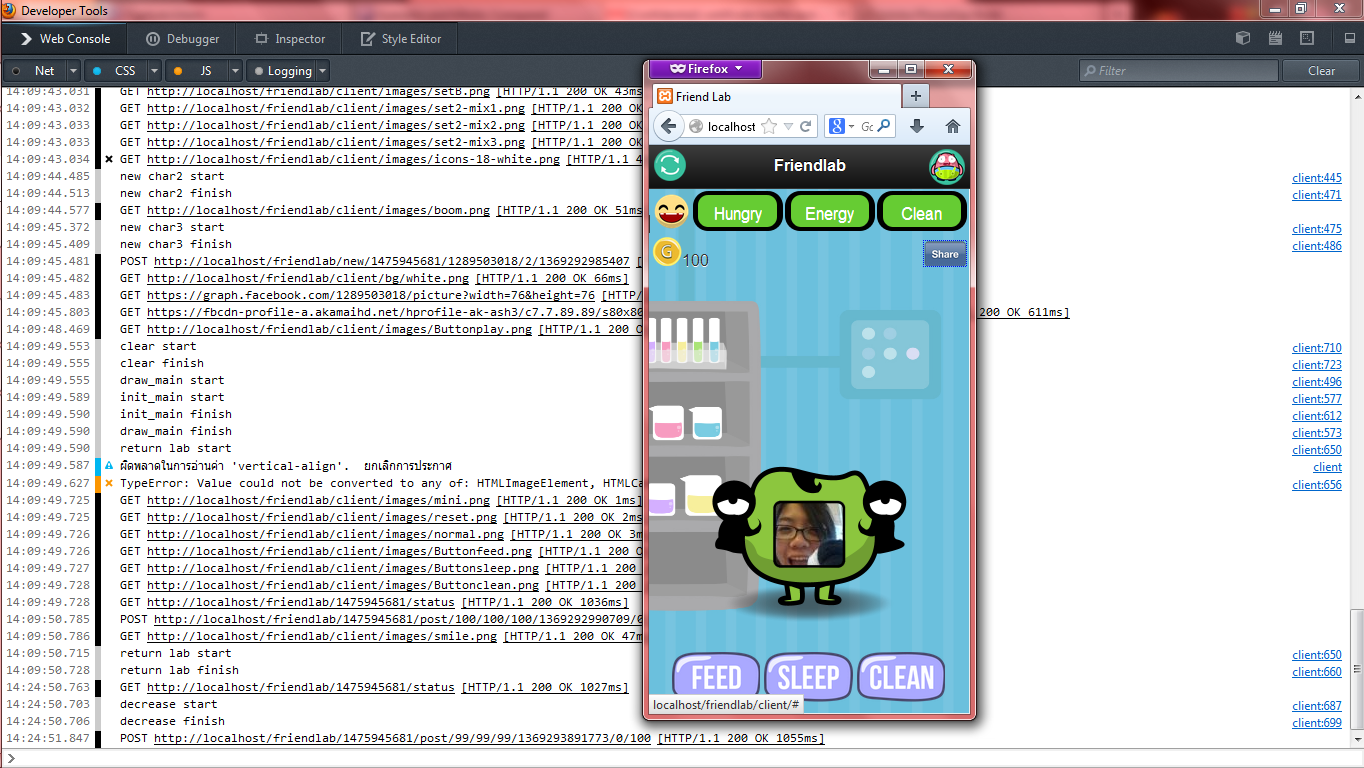 Developer Tools
Web Console
Debugger
Inspector
Style Editor
Net
CSS
JS
Logging
Filter
Clear
14:09:43.031 GET http://localhost/friendlab/client/images/setB.png [HTTP/1.1 200 OK 43ms
14:09:43.032 GET http://localhost/friendlab/client/images/set2-mix1.png [HTTP/1.1 200 OK
14:09:43.033 GET http://localhost/friendlab/client/images/set2-mix2.png [HTTP/1.1 200 OK
14:09:43.033 GET http://localhost/friendlab/client/images/set2-mix3.png [HTTP/1.1 200 OK
14:09:43.034 GET http://localhost/friendlab/client/images/icons-18-white.png [HTTP/1.1 4
14:09:44.485 new char2 start client:445
14:09:44.513 new char2 finish client:471
14:09:44.577 GET http://localhost/friendlab/client/images/boom.png [HTTP/1.1 200 OK 51ms
14:09:45.372 new char3 start client:475
14:09:45.409 new char3 finish client:486
14:09:45.481 POST http://localhost/friendlab/new/1475945681/1289503018/2/1369292985407 [
14:09:45.482 GET http://localhost/friendlab/client/bg/white.png [HTTP/1.1 200 OK 66ms]
14:09:45.483 GET https://graph.facebook.com/1289503018/picture?width=76&height=76 [HTTP/
14:09:45.803 GET https://fbcdn-profile-a.akamaihd.net/hprofile-ak-ash3/c7.7.89.89/s80x80 200 OK 611ms]
14:09:48.469 GET http://localhost/friendlab/client/images/Buttonplay.png [HTTP/1.1 200 O
14:09:49.553 clear start client:710
14:09:49.555 clear finish client:723
14:09:49.555 draw_main start client:496
14:09:49.589 init_main start client:577
14:09:49.590 init_main finish client:612
14:09:49.590 draw_main finish client:573
14:09:49.590 return lab start client:650
14:09:49.587 ผิดพลาดในการอ่านค่า 'vertical-align'. ยกเลิกการประกาศ client
14:09:49.627 TypeError: Value could not be converted to any of: HTMLImageElement, HTMLCa client:656
14:09:49.725 GET http://localhost/friendlab/client/images/mini.png [HTTP/1.1 200 OK 1ms]
14:09:49.725 GET http://localhost/friendlab/client/images/reset.png [HTTP/1.1 200 OK 2ms
14:09:49.726 GET http://localhost/friendlab/client/images/normal.png [HTTP/1.1 200 OK 3m
14:09:49.726 GET http://localhost/friendlab/client/images/Buttonfeed.png [HTTP/1.1 200 O
14:09:49.727 GET http://localhost/friendlab/client/images/Buttonsleep.png [HTTP/1.1 200
14:09:49.728 GET http://localhost/friendlab/client/images/Buttonclean.png [HTTP/1.1 200
14:09:49.728 GET http://localhost/friendlab/1475945681/status [HTTP/1.1 200 OK 1036ms]
14:09:50.785 POST http://localhost/friendlab/1475945681/post/100/100/100/1369292990709/0
14:09:50.786 GET http://localhost/friendlab/client/images/smile.png [HTTP/1.1 200 OK 47m
14:09:50.715 return lab start client:650
14:09:50.728 return lab finish client:660
14:24:50.763 GET http://localhost/friendlab/1475945681/status [HTTP/1.1 200 OK 1027ms]
14:24:50.703 decrease start client:687
14:24:50.706 decrease finish client:699
14:24:51.847 POST http://localhost/friendlab/1475945681/post/99/99/99/1369293891773/0/100 [HTTP/1.1 200 OK 1055ms]
Firefox
Friend Lab
localhost
Go
Friendlab
Hungry
Energy
Clean
G 100
Share
FEED
SLEEP
CLEAN
localhost/friendlab/client/#